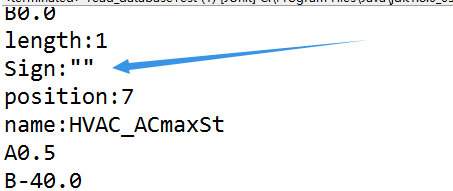 B0.0
length:1
Sign:""
position:7
name:HVAC_ACmaxSt
A0.5
B-40.0